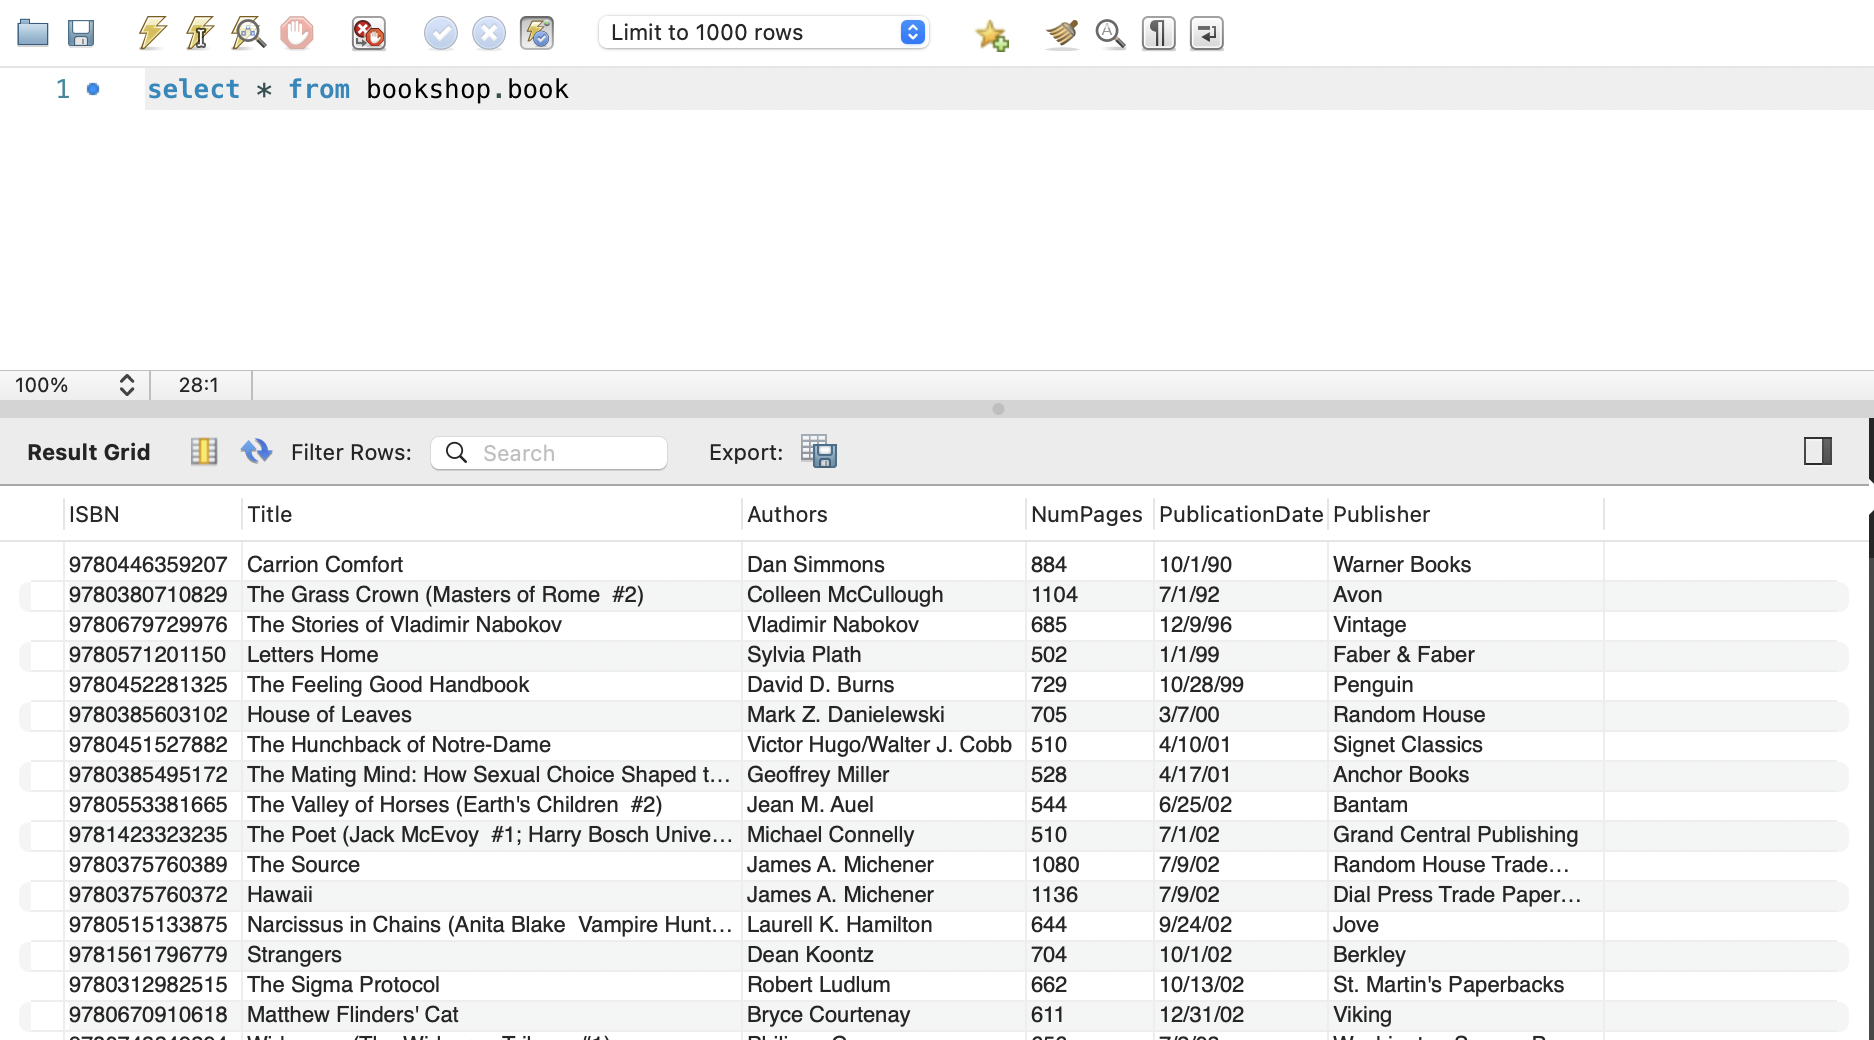 Limit to 1000 rows
1 select * from bookshop.book
100% 28:1
Result Grid Filter Rows: Search Export:
ISBN Title Authors NumPages PublicationDate Publisher
9780446359207 Carrion Comfort Dan Simmons 884 10/1/90 Warner Books
9780380710829 The Grass Crown (Masters of Rome  #2) Colleen McCullough 1104 7/1/92 Avon
9780679729976 The Stories of Vladimir Nabokov Vladimir Nabokov 685 12/9/96 Vintage
9780571201150 Letters Home Sylvia Plath 502 1/1/99 Faber & Faber
9780452281325 The Feeling Good Handbook David D. Burns 729 10/28/99 Penguin
9780385603102 House of Leaves Mark Z. Danielewski 705 3/7/00 Random House
9780451527882 The Hunchback of Notre-Dame Victor Hugo/Walter J. Cobb 510 4/10/01 Signet Classics
9780385495172 The Mating Mind: How Sexual Choice Shaped t... Geoffrey Miller 528 4/17/01 Anchor Books
9780553381665 The Valley of Horses (Earth's Children  #2) Jean M. Auel 544 6/25/02 Bantam
9781423323235 The Poet (Jack McEvoy  #1; Harry Bosch Unive... Michael Connelly 510 7/1/02 Grand Central Publishing
9780375760389 The Source James A. Michener 1080 7/9/02 Random House Trade...
9780375760372 Hawaii James A. Michener 1136 7/9/02 Dial Press Trade Paper...
9780515133875 Narcissus in Chains (Anita Blake  Vampire Hunt... Laurell K. Hamilton 644 9/24/02 Jove
9781561796779 Strangers Dean Koontz 704 10/1/02 Berkley
9780312982515 The Sigma Protocol Robert Ludlum 662 10/13/02 St. Martin's Paperbacks
9780670910618 Matthew Flinders' Cat Bryce Courtenay 611 12/31/02 Viking